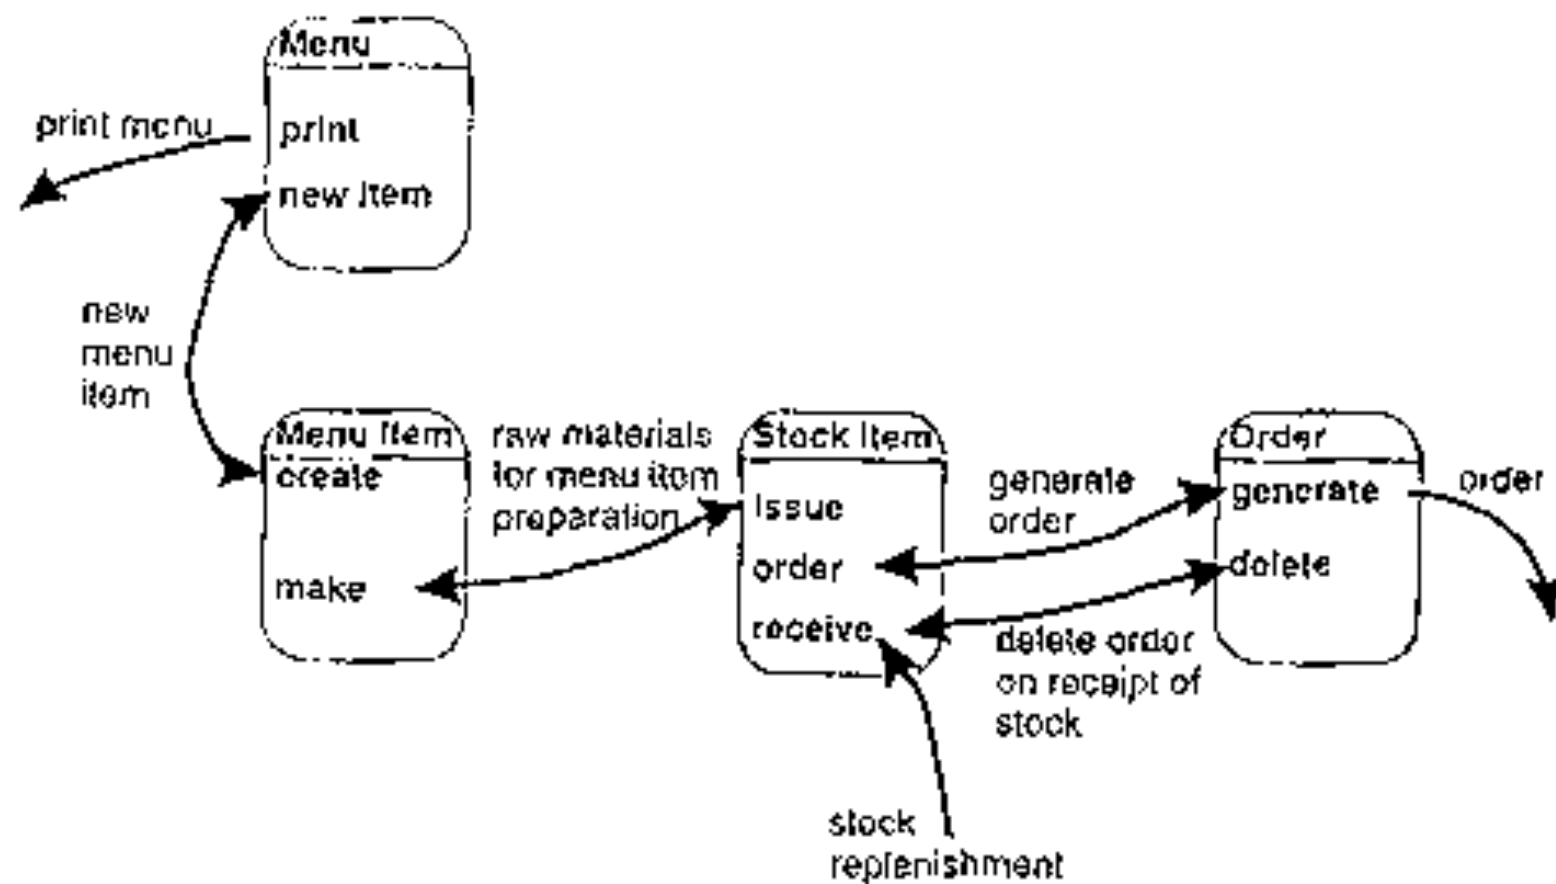 Menu
print menu
print
new item
new
menu
item
Menu Item
create
make
raw materials
for menu item
preparation
Stock Item
issue
order
receive
generate
order
Order
generate
delete
order
delete order
on receipt of
stock
stock
replenishment